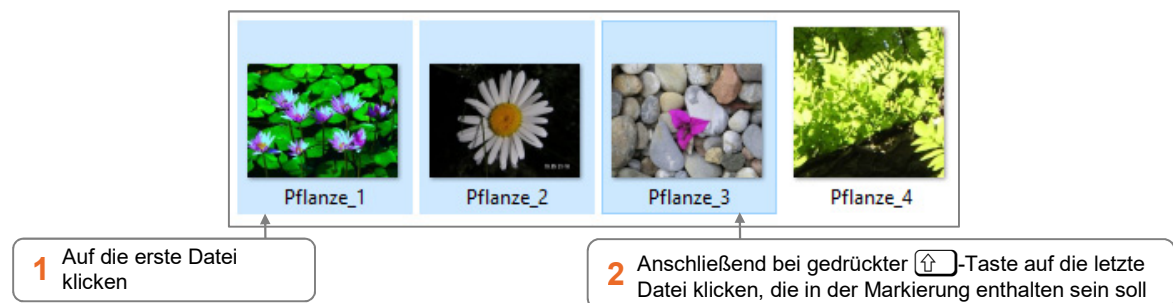 Pflanze_1
Pflanze_2
Pflanze_3
Pflanze_4
1 Auf die erste Datei
klicken
2 Anschließend bei gedrückter ⇧-Taste auf die letzte
Datei klicken, die in der Markierung enthalten sein soll